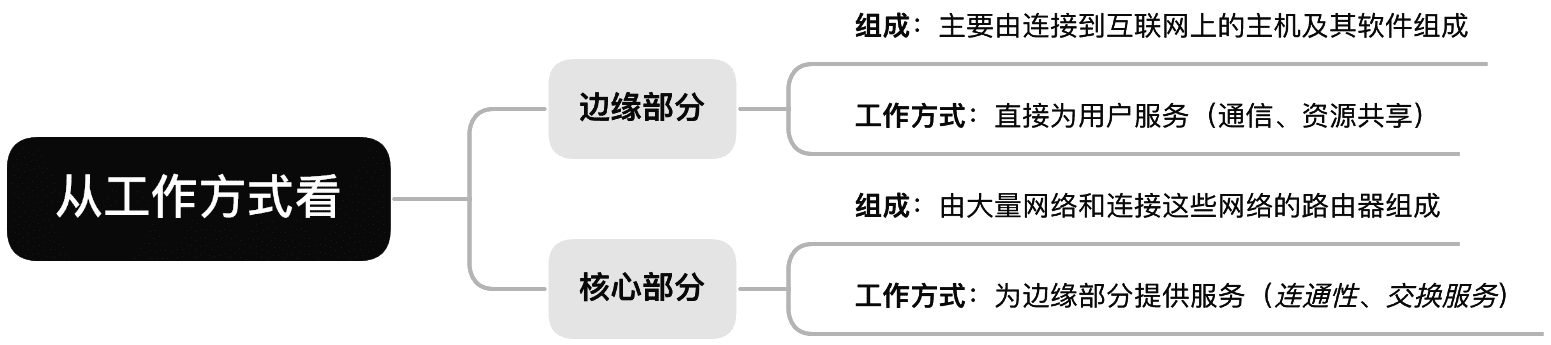 从工作方式看
边缘部分
组成：主要由连接到互联网上的主机及其软件组成
工作方式：直接为用户服务（通信、资源共享）
核心部分
组成：由大量网络和连接这些网络的路由器组成
工作方式：为边缘部分提供服务（连通性、交换服务）